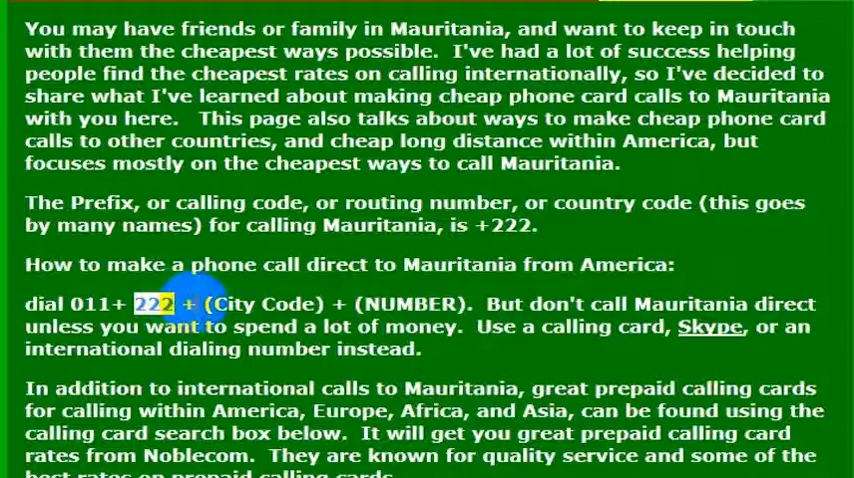 You may have friends or family in Mauritania, and want to keep in touch
with them the cheapest ways possible.  I've had a lot of success helping
people find the cheapest rates on calling internationally, so I've decided to
share what I've learned about making cheap phone card calls to Mauritania
with you here.   This page also talks about ways to make cheap phone card
calls to other countries, and cheap long distance within America, but
focuses mostly on the cheapest ways to call Mauritania.
The Prefix, or calling code, or routing number, or country code (this goes
by many names) for calling Mauritania, is +222.
How to make a phone call direct to Mauritania from America:
dial 011+ 222 + (City Code) + (NUMBER).  But don't call Mauritania direct
unless you want to spend a lot of money.  Use a calling card, Skype, or an
international dialing number instead.
In addition to international calls to Mauritania, great prepaid calling cards
for calling within America, Europe, Africa, and Asia, can be found using the
calling card search box below.  It will get you great prepaid calling card
rates from Noblecom.  They are known for quality service and some of the
best rates on prepaid calling cards.